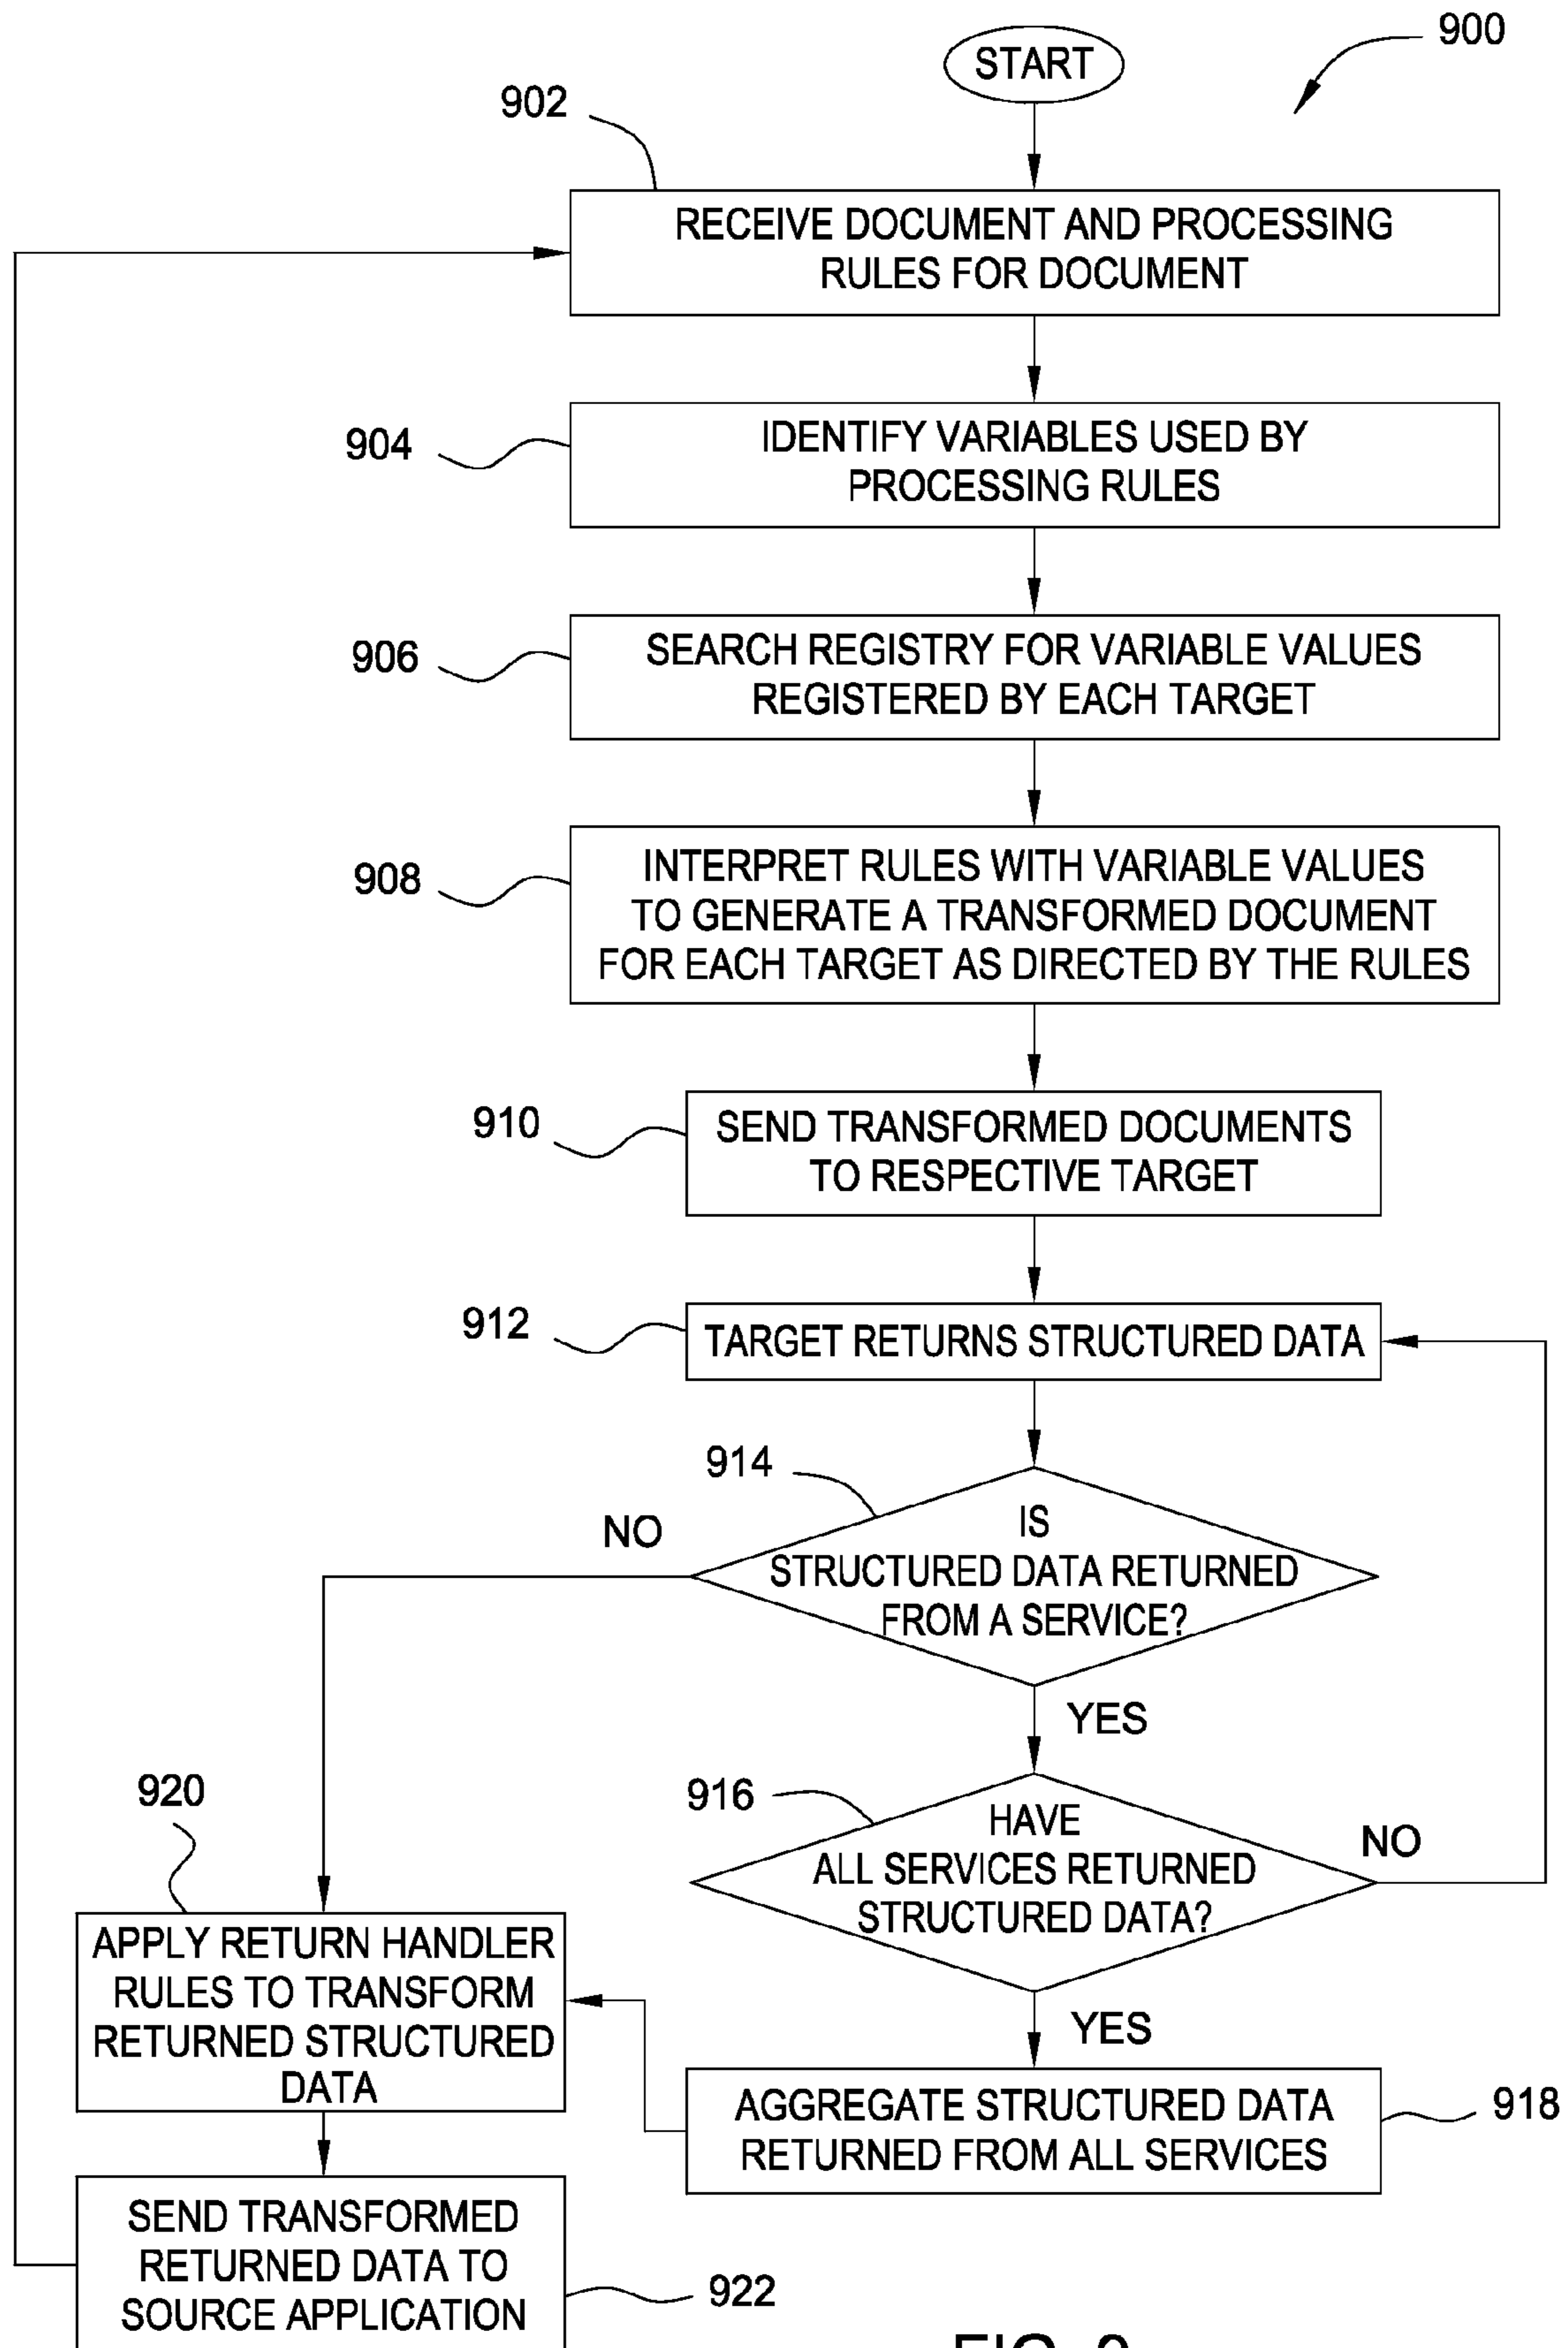 900
START
902
RECEIVE DOCUMENT AND PROCESSING
RULES FOR DOCUMENT
904
IDENTIFY VARIABLES USED BY
PROCESSING RULES
906
SEARCH REGISTRY FOR VARIABLE VALUES
REGISTERED BY EACH TARGET
908
INTERPRET RULES WITH VARIABLE VALUES
TO GENERATE A TRANSFORMED DOCUMENT
FOR EACH TARGET AS DIRECTED BY THE RULES
910
SEND TRANSFORMED DOCUMENTS
TO RESPECTIVE TARGET
912
TARGET RETURNS STRUCTURED DATA
914
IS
STRUCTURED DATA RETURNED
FROM A SERVICE?
NO
YES
916
HAVE
ALL SERVICES RETURNED
STRUCTURED DATA?
NO
YES
918
AGGREGATE STRUCTURED DATA
RETURNED FROM ALL SERVICES
920
APPLY RETURN HANDLER
RULES TO TRANSFORM
RETURNED STRUCTURED
DATA
SEND TRANSFORMED
RETURNED DATA TO
SOURCE APPLICATION
922
FIG.